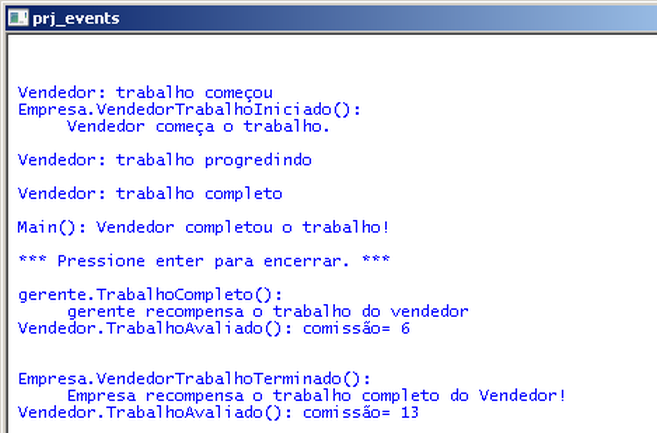 prj_events
Vendedor: trabalho começou
Empresa.VendedorTrabalhoIniciado():
Vendedor começa o trabalho.
Vendedor: trabalho progredindo
Vendedor: trabalho completo
Main(): Vendedor completou o trabalho!
*** Pressione enter para encerrar. ***
gerente.TrabalhoCompleto():
gerente recompensa o trabalho do vendedor
Vendedor.TrabalhoAvaliado(): comissão= 6
Empresa.VendedorTrabalhoTerminado():
Empresa recompensa o trabalho completo do Vendedor!
Vendedor.TrabalhoAvaliado(): comissão= 13